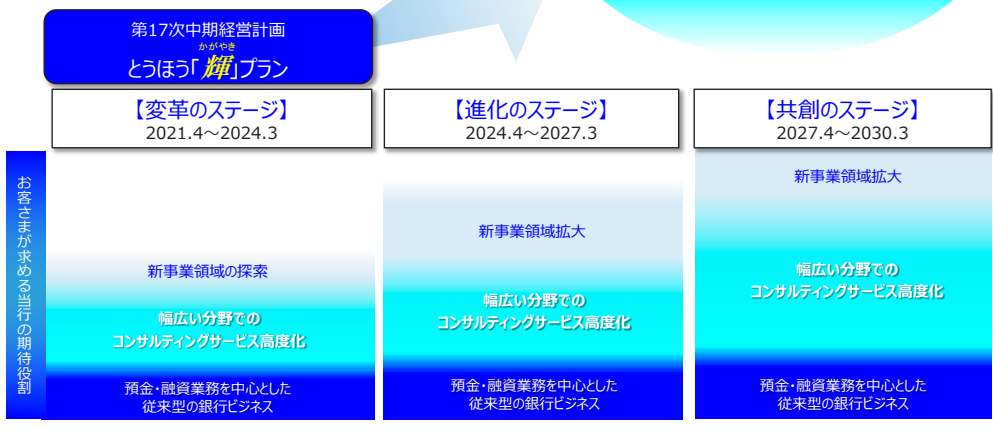 第17次中期経営計画
かがやき
とうほう「輝」プラン
【変革のステージ】
2021.4～2024.3
【進化のステージ】
2024.4～2027.3
【共創のステージ】
2027.4～2030.3
お客さまが求める当行の期待役割
新事業領域の探索
幅広い分野での
コンサルティングサービス高度化
預金・融資業務を中心とした
従来型の銀行ビジネス
新事業領域拡大
幅広い分野での
コンサルティングサービス高度化
預金・融資業務を中心とした
従来型の銀行ビジネス
新事業領域拡大
幅広い分野での
コンサルティングサービス高度化
預金・融資業務を中心とした
従来型の銀行ビジネス